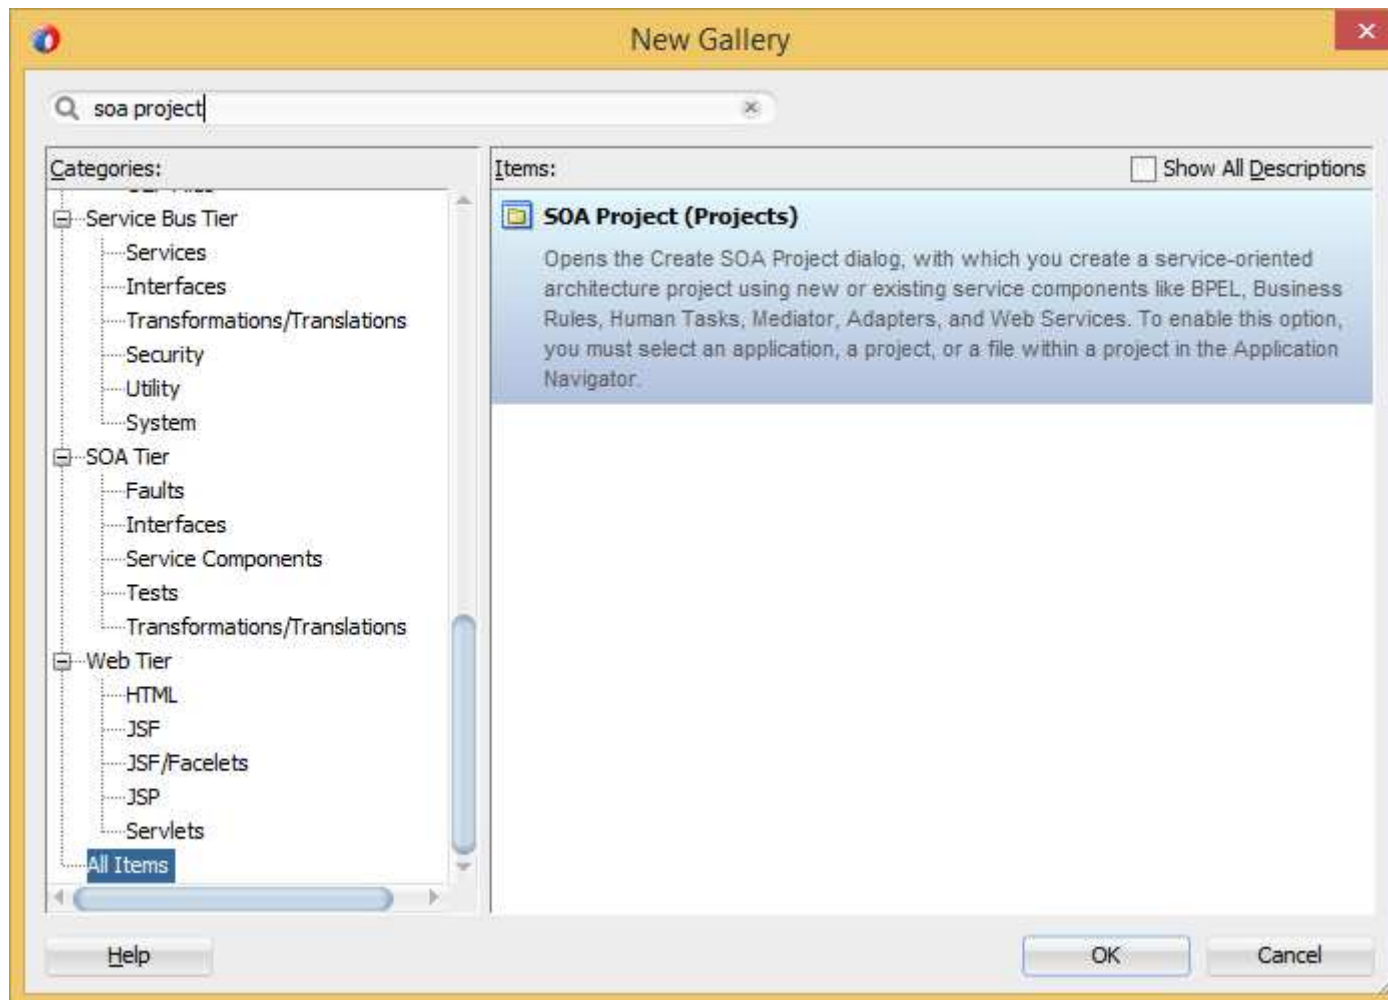 New Gallery
soa project
Categories:
Service Bus Tier
Services
Interfaces
Transformations/Translations
Security
Utility
System
SOA Tier
Faults
Interfaces
Service Components
Tests
Transformations/Translations
Web Tier
HTML
JSF
JSF/Facelets
JSP
Servlets
All Items
Items:
Show All Descriptions
SOA Project (Projects)
Opens the Create SOA Project dialog, with which you create a service-oriented
architecture project using new or existing service components like BPEL, Business
Rules, Human Tasks, Mediator, Adapters, and Web Services. To enable this option,
you must select an application, a project, or a file within a project in the Application
Navigator.
Help
OK
Cancel